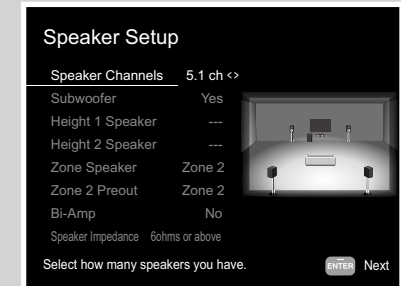 Speaker Setup
Speaker Channels 5.1 ch <>
Subwoofer Yes
Height 1 Speaker ---
Height 2 Speaker ---
Zone Speaker Zone 2
Zone 2 Preout Zone 2
Bi-Amp No
Speaker Impedance 6ohms or above
Select how many speakers you have. ENTER Next